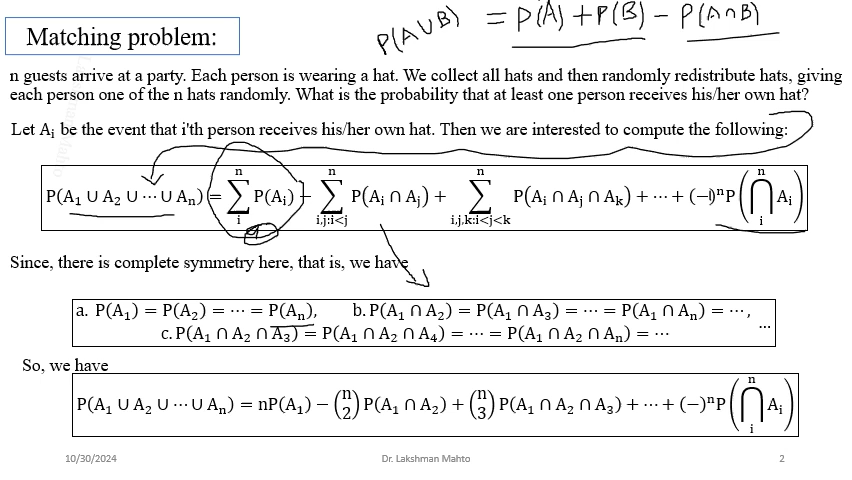 P(A∪B) = P(A) + P(B) − P(A∩B)
Matching problem:
n guests arrive at a party. Each person is wearing a hat. We collect all hats and then randomly redistribute hats, giving
each person one of the n hats randomly. What is the probability that at least one person receives his/her own hat?
Let Aᵢ be the event that i'th person receives his/her own hat. Then we are interested to compute the following:
P(A₁ ∪ A₂ ∪ ⋯ ∪ Aₙ) = ∑ᵢⁿ P(Aᵢ) − ∑ⁿ_{i,j:i<j} P(Aᵢ ∩ Aⱼ) + ∑ⁿ_{i,j,k:i<j<k} P(Aᵢ ∩ Aⱼ ∩ Aₖ) + ⋯ + (−1)ⁿP(⋂ᵢⁿ Aᵢ)
Since, there is complete symmetry here, that is, we have
a. P(A₁) = P(A₂) = ⋯ = P(Aₙ), b. P(A₁ ∩ A₂) = P(A₁ ∩ A₃) = ⋯ = P(A₁ ∩ Aₙ) = ⋯,
c. P(A₁ ∩ A₂ ∩ A₃) = P(A₁ ∩ A₂ ∩ A₄) = ⋯ = P(A₁ ∩ A₂ ∩ Aₙ) = ⋯ ...
So, we have
P(A₁ ∪ A₂ ∪ ⋯ ∪ Aₙ) = nP(A₁) − (n 2) P(A₁ ∩ A₂) + (n 3) P(A₁ ∩ A₂ ∩ A₃) + ⋯ + (−)ⁿP(⋂ᵢⁿ Aᵢ)
10/30/2024 Dr. Lakshman Mahto 2